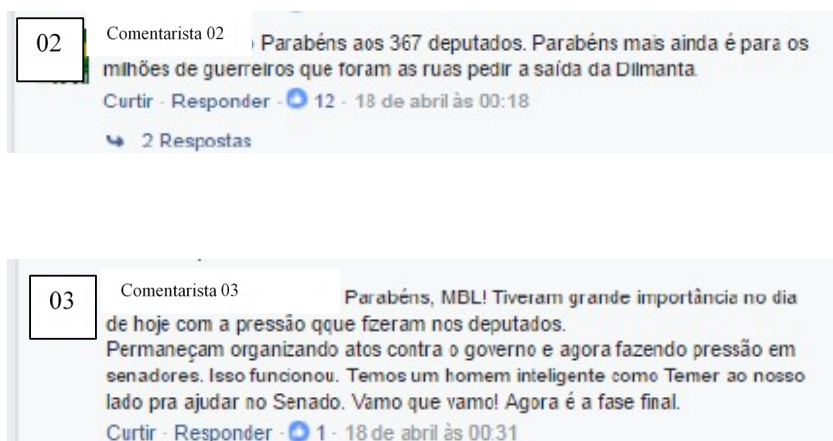 02
Comentarista 02
Parabéns aos 367 deputados. Parabéns mais ainda é para os
milhões de guerreiros que foram as ruas pedir a saída da Dilmanta.
Curtir · Responder · 12 · 18 de abril às 00:18
2 Respostas
03
Comentarista 03
Parabéns, MBL! Tiveram grande importância no dia
de hoje com a pressão qque fizeram nos deputados.
Permaneçam organizando atos contra o governo e agora fazendo pressão em
senadores. Isso funcionou. Temos um homem inteligente como Temer ao nosso
lado pra ajudar no Senado. Vamo que vamo! Agora é a fase final.
Curtir · Responder · 1 · 18 de abril às 00:31